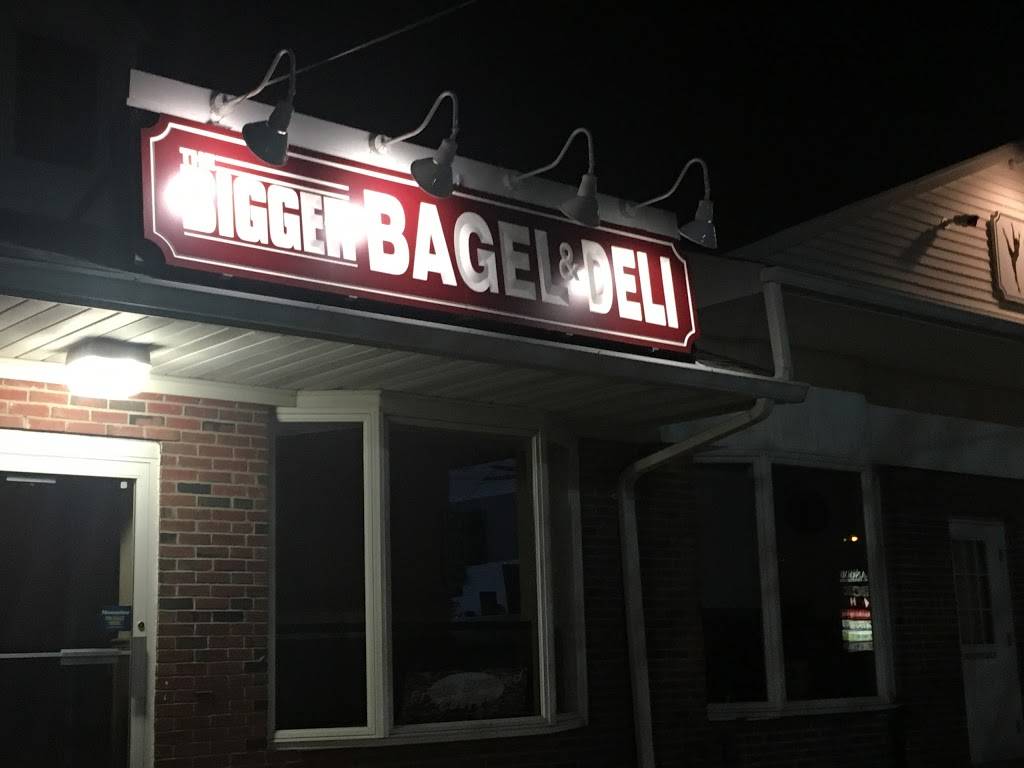 THE
BIGGER BAGEL & DELI